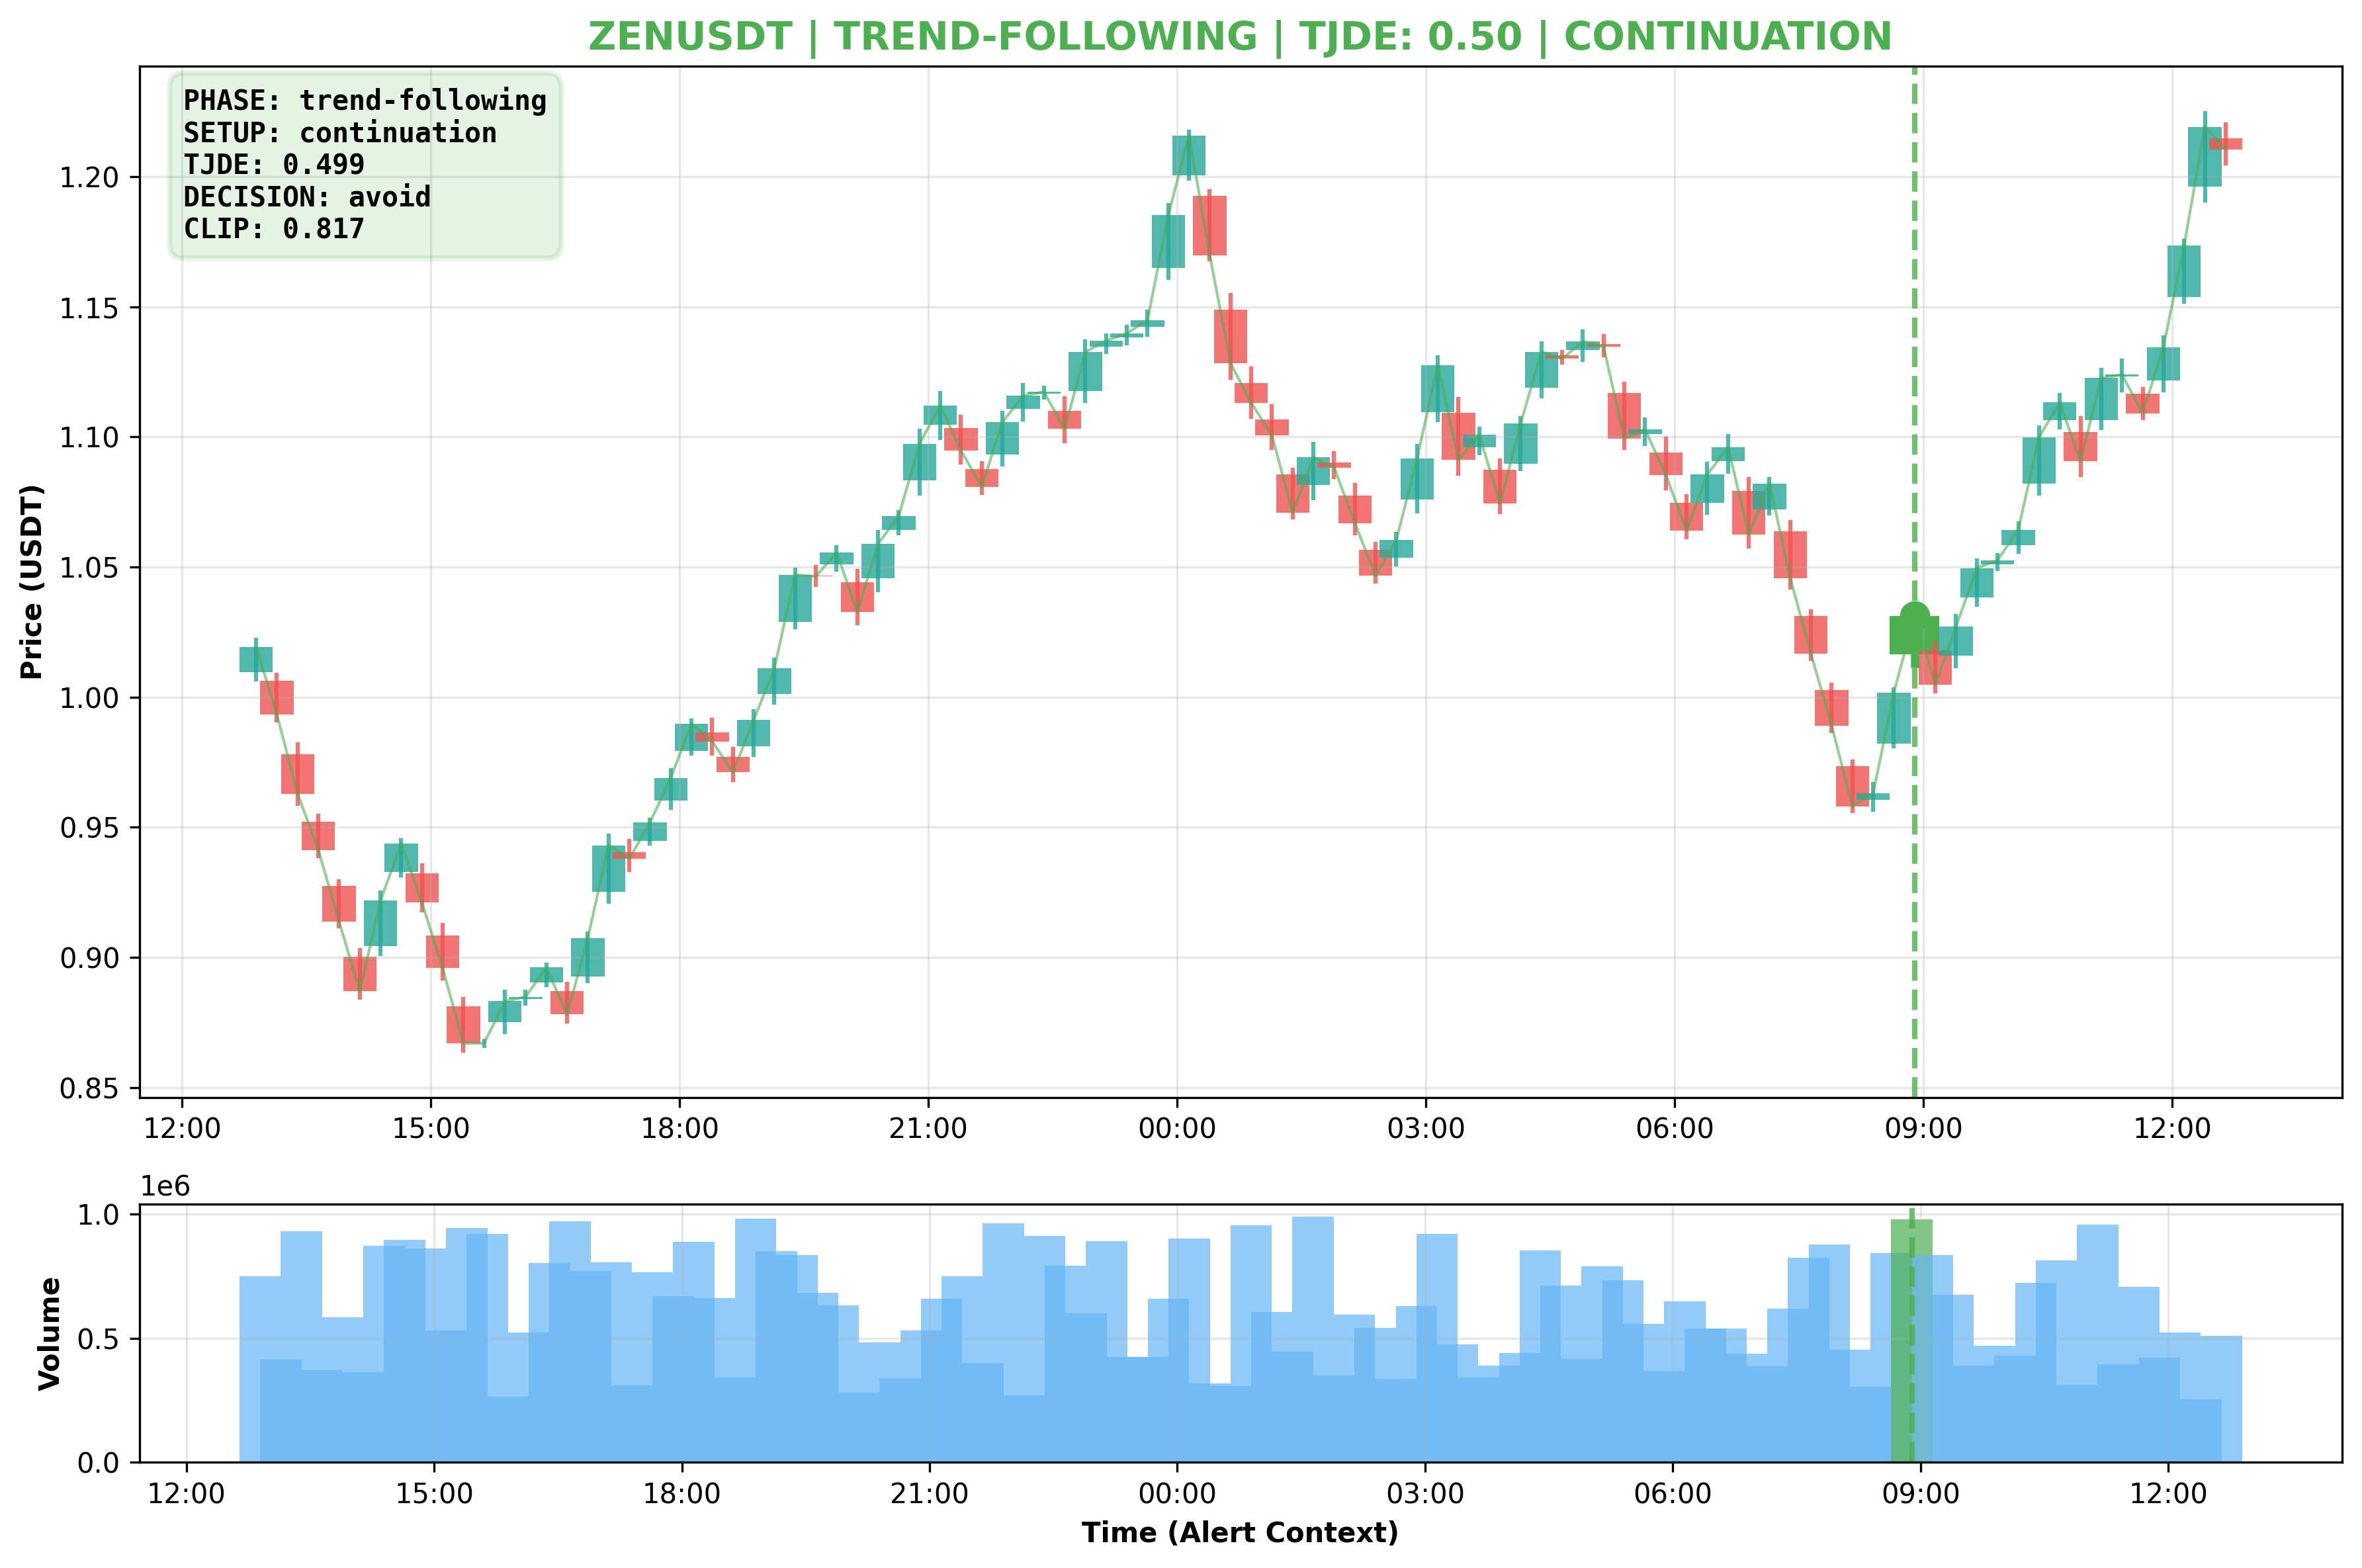 ZENUSDT | TREND-FOLLOWING | TJDE: 0.50 | CONTINUATION
PHASE: trend-following
SETUP: continuation
TJDE: 0.499
DECISION: avoid
CLIP: 0.817
Price (USDT)
1.20
1.15
1.10
1.05
1.00
0.95
0.90
0.85
12:00 15:00 18:00 21:00 00:00 03:00 06:00 09:00 12:00
1e6
Volume
1.0
0.5
0.0
12:00 15:00 18:00 21:00 00:00 03:00 06:00 09:00 12:00
Time (Alert Context)